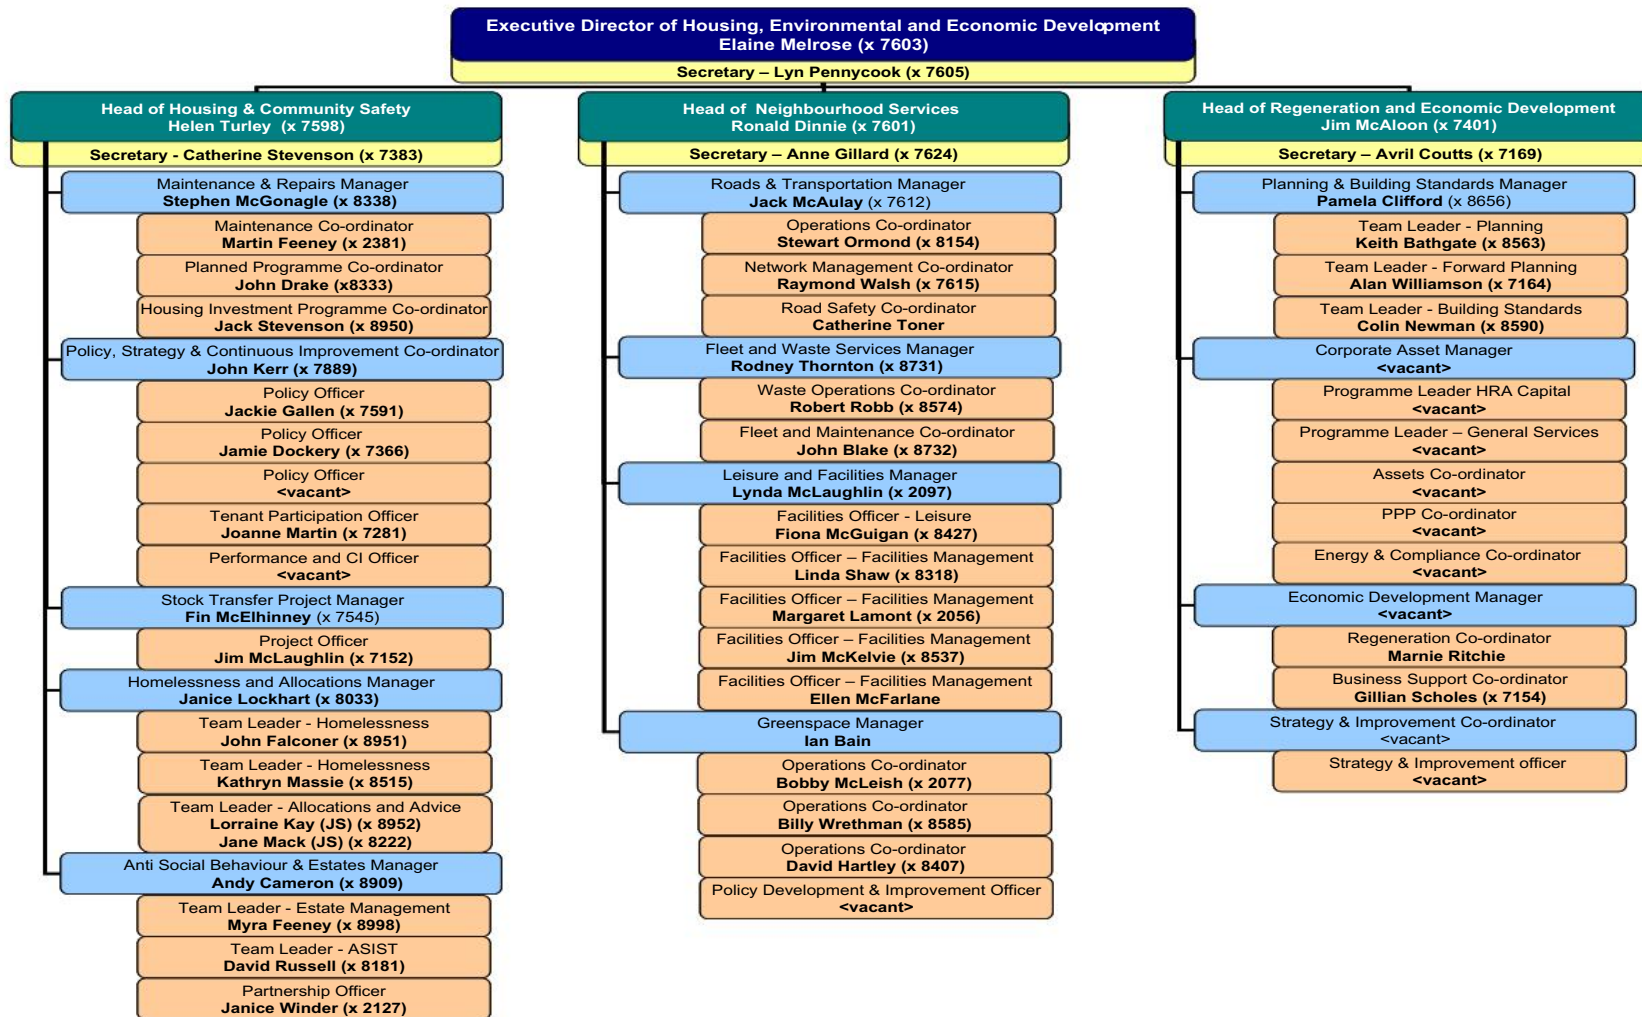 Executive Director of Housing, Environmental and Economic Development
Elaine Melrose (x 7603)
Secretary – Lyn Pennycook (x 7605)
Head of Housing & Community Safety
Helen Turley  (x 7598)
Secretary - Catherine Stevenson (x 7383)
Maintenance & Repairs Manager
Stephen McGonagle (x 8338)
Maintenance Co-ordinator
Martin Feeney (x 2381)
Planned Programme Co-ordinator
John Drake (x8333)
Housing Investment Programme Co-ordinator
Jack Stevenson (x 8950)
Policy, Strategy & Continuous Improvement Co-ordinator
John Kerr (x 7889)
Policy Officer
Jackie Gallen (x 7591)
Policy Officer
Jamie Dockery (x 7366)
Policy Officer
<vacant>
Tenant Participation Officer
Joanne Martin (x 7281)
Performance and CI Officer
<vacant>
Stock Transfer Project Manager
Fin McElhinney (x 7545)
Project Officer
Jim McLaughlin (x 7152)
Homelessness and Allocations Manager
Janice Lockhart (x 8033)
Team Leader - Homelessness
John Falconer (x 8951)
Team Leader - Homelessness
Kathryn Massie (x 8515)
Team Leader - Allocations and Advice
Lorraine Kay (JS) (x 8952)
Jane Mack (JS) (x 8222)
Anti Social Behaviour & Estates Manager
Andy Cameron (x 8909)
Team Leader - Estate Management
Myra Feeney (x 8998)
Team Leader - ASIST
David Russell (x 8181)
Partnership Officer
Janice Winder (x 2127)
Head of  Neighbourhood Services
Ronald Dinnie (x 7601)
Secretary – Anne Gillard (x 7624)
Roads & Transportation Manager
Jack McAulay (x 7612)
Operations Co-ordinator
Stewart Ormond (x 8154)
Network Management Co-ordinator
Raymond Walsh (x 7615)
Road Safety Co-ordinator
Catherine Toner
Fleet and Waste Services Manager
Rodney Thornton (x 8731)
Waste Operations Co-ordinator
Robert Robb (x 8574)
Fleet and Maintenance Co-ordinator
John Blake (x 8732)
Leisure and Facilities Manager
Lynda McLaughlin (x 2097)
Facilities Officer - Leisure
Fiona McGuigan (x 8427)
Facilities Officer – Facilities Management
Linda Shaw (x 8318)
Facilities Officer – Facilities Management
Margaret Lamont (x 2056)
Facilities Officer – Facilities Management
Jim McKelvie (x 8537)
Facilities Officer – Facilities Management
Ellen McFarlane
Greenspace Manager
Ian Bain
Operations Co-ordinator
Bobby McLeish (x 2077)
Operations Co-ordinator
Billy Wrethman (x 8585)
Operations Co-ordinator
David Hartley (x 8407)
Policy Development & Improvement Officer
<vacant>
Head of Regeneration and Economic Development
Jim McAloon (x 7401)
Secretary – Avril Coutts (x 7169)
Planning & Building Standards Manager
Pamela Clifford (x 8656)
Team Leader - Planning
Keith Bathgate (x 8563)
Team Leader - Forward Planning
Alan Williamson (x 7164)
Team Leader - Building Standards
Colin Newman (x 8590)
Corporate Asset Manager
<vacant>
Programme Leader HRA Capital
<vacant>
Programme Leader – General Services
<vacant>
Assets Co-ordinator
<vacant>
PPP Co-ordinator
<vacant>
Energy & Compliance Co-ordinator
<vacant>
Economic Development Manager
<vacant>
Regeneration Co-ordinator
Marnie Ritchie
Business Support Co-ordinator
Gillian Scholes (x 7154)
Strategy & Improvement Co-ordinator
<vacant>
Strategy & Improvement officer
<vacant>